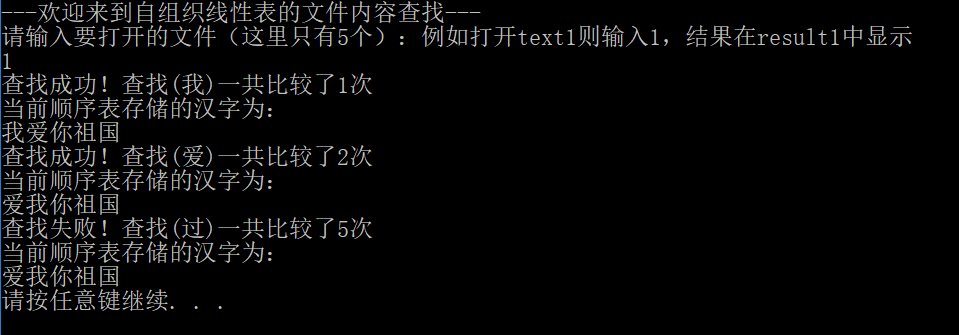 ---欢迎来到自组织线性表的文件内容查找---
请输入要打开的文件（这里只有5个）：例如打开text1则输入1，结果在result1中显示
1
查找成功！查找(我)一共比较了1次
当前顺序表存储的汉字为：
我爱你祖国
查找成功！查找(爱)一共比较了2次
当前顺序表存储的汉字为：
爱我你祖国
查找失败！查找(过)一共比较了5次
当前顺序表存储的汉字为：
爱我你祖国
请按任意键继续. . .